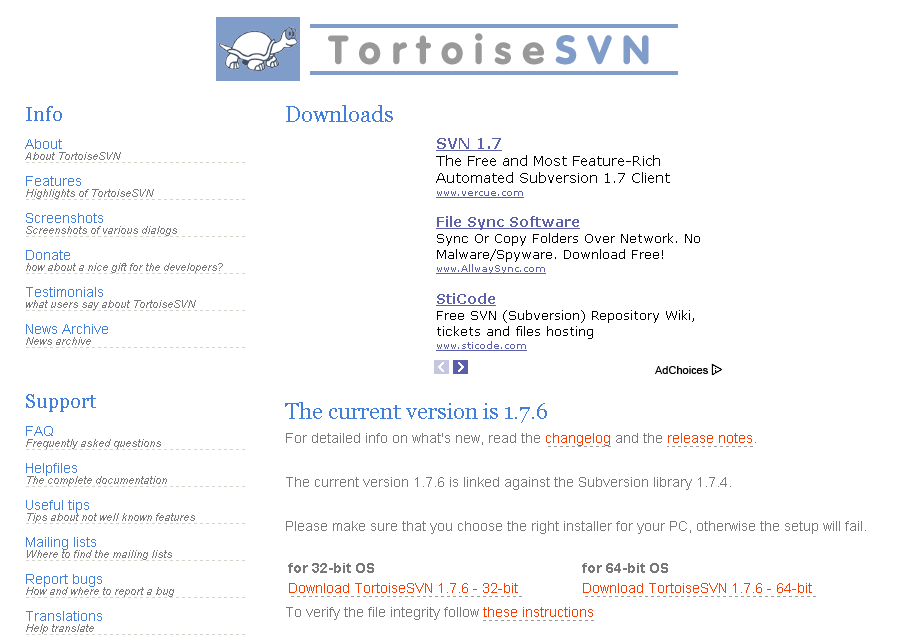 TortoiseSVN
Info
About
About TortoiseSVN
Features
Highlights of TortoiseSVN
Screenshots
Screenshots of various dialogs
Donate
how about a nice gift for the developers?
Testimonials
what users say about TortoiseSVN
News Archive
News archive
Support
FAQ
Frequently asked questions
Helpfiles
The complete documentation
Useful tips
Tips about not well known features
Mailing lists
Where to find the mailing lists
Report bugs
How and where to report a bug
Translations
Help translate
Downloads
SVN 1.7
The Free and Most Feature-Rich
Automated Subversion 1.7 Client
www.vercue.com
File Sync Software
Sync Or Copy Folders Over Network. No
Malware/Spyware. Download Free!
www.AllwaySync.com
StiCode
Free SVN (Subversion) Repository Wiki,
tickets and files hosting
www.sticode.com
AdChoices
The current version is 1.7.6
For detailed info on what's new, read the changelog and the release notes.
The current version 1.7.6 is linked against the Subversion library 1.7.4.
Please make sure that you choose the right installer for your PC, otherwise the setup will fail.
for 32-bit OS for 64-bit OS
Download TortoiseSVN 1.7.6 - 32-bit Download TortoiseSVN 1.7.6 - 64-bit
To verify the file integrity follow these instructions